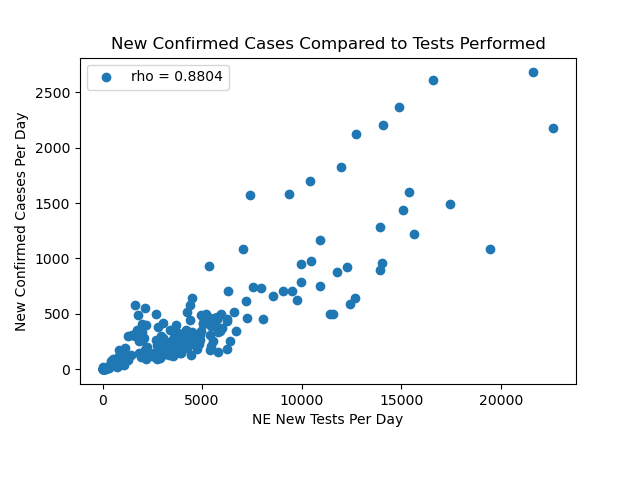 New Confirmed Cases Compared to Tests Performed
rho = 0.8804
New Confirmed Caeses Per Day
2500
2000
1500
1000
500
0
0 5000 10000 15000 20000
NE New Tests Per Day